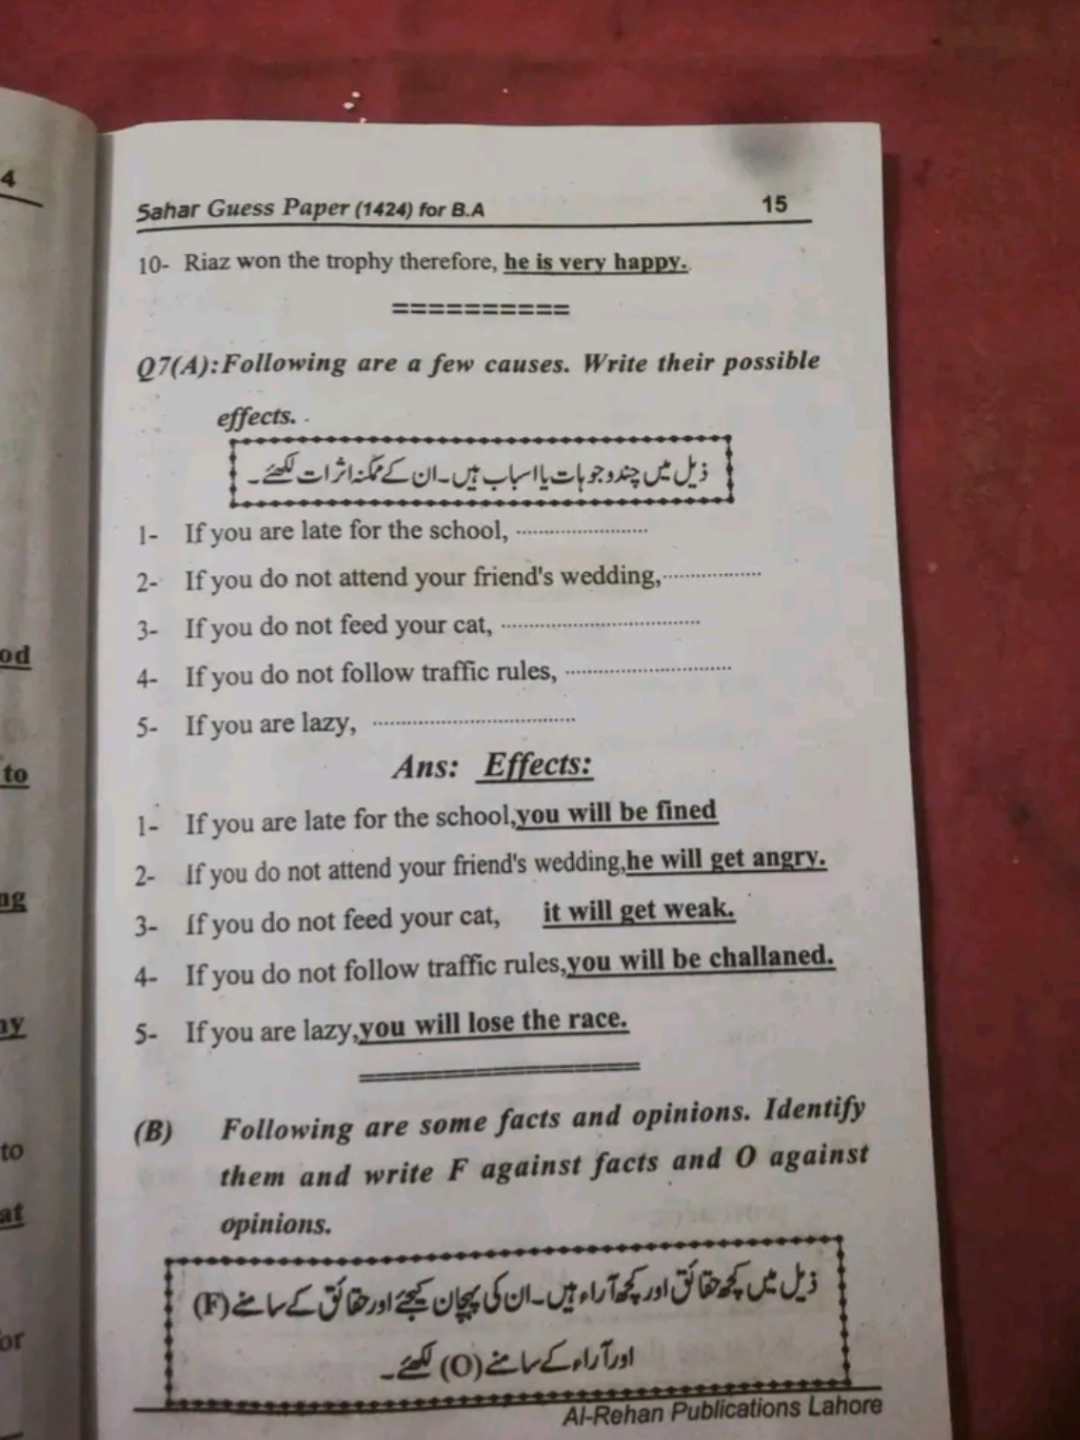 4
od
to
ng
ny
to
at
or
Sahar Guess Paper (1424) for B.A 15
10- Riaz won the trophy therefore, he is very happy.
==========
Q7(A):Following are a few causes. Write their possible
effects.
ذیل میں چند وجوہات یا اسباب ہیں۔ ان کے ممکنہ اثرات لکھئے۔
1- If you are late for the school, ......................
2- If you do not attend your friend's wedding,.................
3- If you do not feed your cat, .................................
4- If you do not follow traffic rules, ............................
5- If you are lazy, ..................................
Ans: Effects:
1- If you are late for the school,you will be fined
2- If you do not attend your friend's wedding,he will get angry.
3- If you do not feed your cat, it will get weak.
4- If you do not follow traffic rules,you will be challaned.
5- If you are lazy,you will lose the race.
====================
(B) Following are some facts and opinions. Identify
them and write F against facts and O against
opinions.
ذیل میں کچھ حقائق اور کچھ آراء ہیں۔ ان کی پہچان کیجئے اور حقائق کے سامنے (F)
اور آراء کے سامنے (O) لکھئے۔
Al-Rehan Publications Lahore